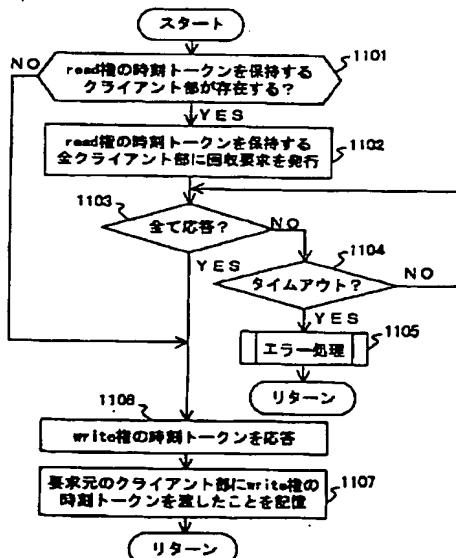 スタート
NO
read権の時刻トークンを保持する
クライアント部が存在する?
1101
YES
read権の時刻トークンを保持する
全クライアント部に回収要求を発行
1102
1103
全て応答?
NO
1104
YES
タイムアウト?
NO
YES
エラー処理
1105
リターン
1106
write権の時刻トークンを応答
要求元のクライアント部にwrite権の
時刻トークンを渡したことを記憶
1107
リターン